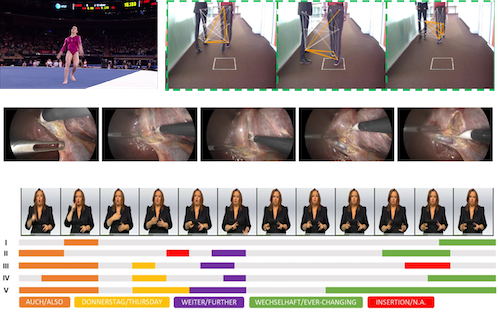 I
II
III
IV
V
AUCH/ALSO
DONNERSTAG/THURSDAY
WEITER/FURTHER
WECHSELHAFT/EVER-CHANGING
INSERTION/N.A.